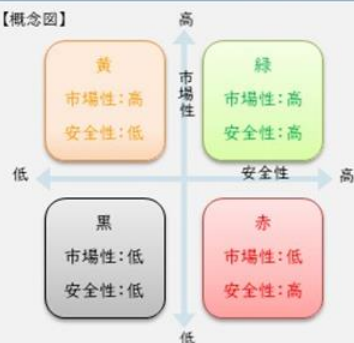 【概念図】
高
黄
市場性：高
安全性：低
市場性
緑
市場性：高
安全性：高
低
安全性
高
黒
市場性：低
安全性：低
赤
市場性：低
安全性：高
低